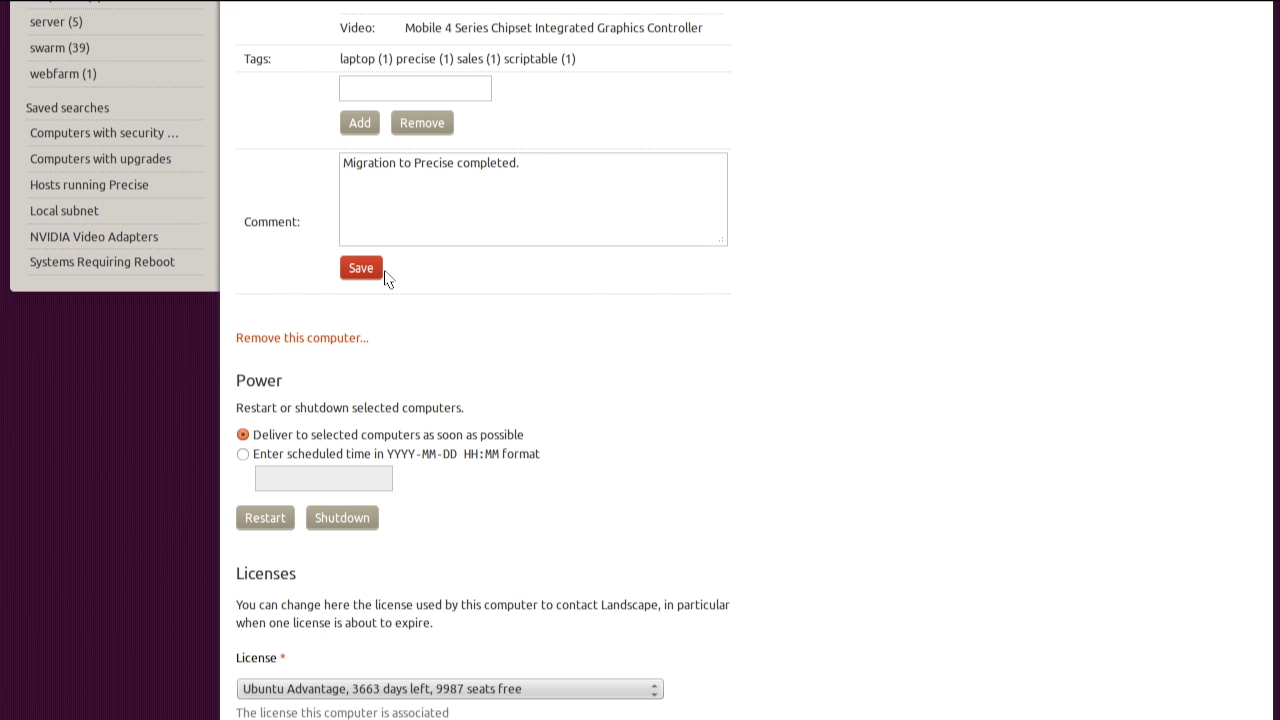 server (5)
swarm (39)
webfarm (1)
Saved searches
Computers with security ...
Computers with upgrades
Hosts running Precise
Local subnet
NVIDIA Video Adapters
Systems Requiring Reboot
Video: Mobile 4 Series Chipset Integrated Graphics Controller
Tags: laptop (1) precise (1) sales (1) scriptable (1)
Add Remove
Migration to Precise completed.
Comment:
Save
Remove this computer...
Power
Restart or shutdown selected computers.
Deliver to selected computers as soon as possible
Enter scheduled time in YYYY-MM-DD HH:MM format
Restart Shutdown
Licenses
You can change here the license used by this computer to contact Landscape, in particular
when one license is about to expire.
License *
Ubuntu Advantage, 3663 days left, 9987 seats free
The license this computer is associated